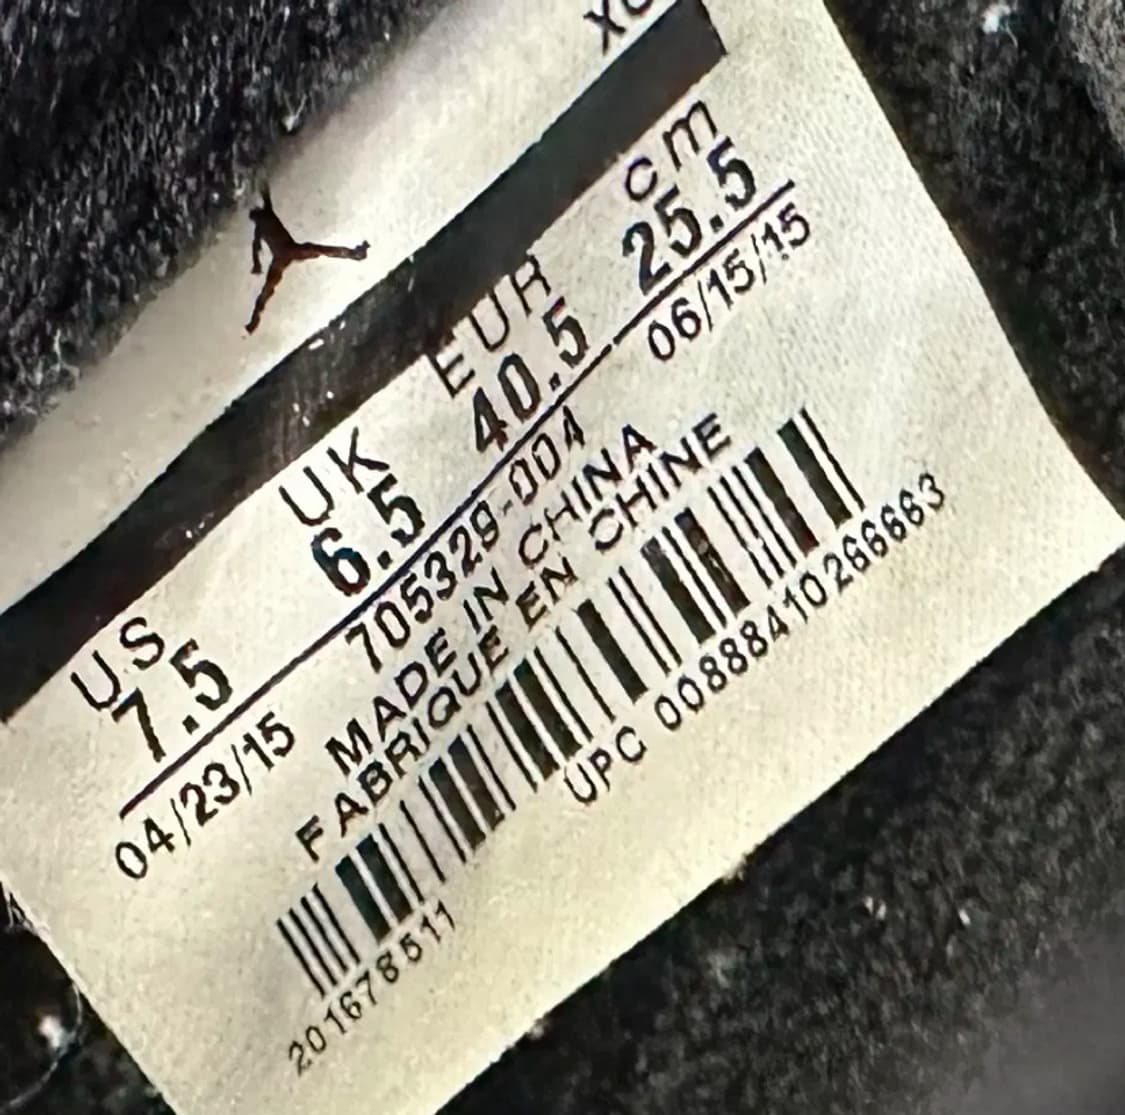 US UK EUR cm
7.5 6.5 40.5 25.5
04/23/15 705329-004 06/15/15
MADE IN CHINA
FABRIQUE EN CHINE
UPC 00888410266663
201678511